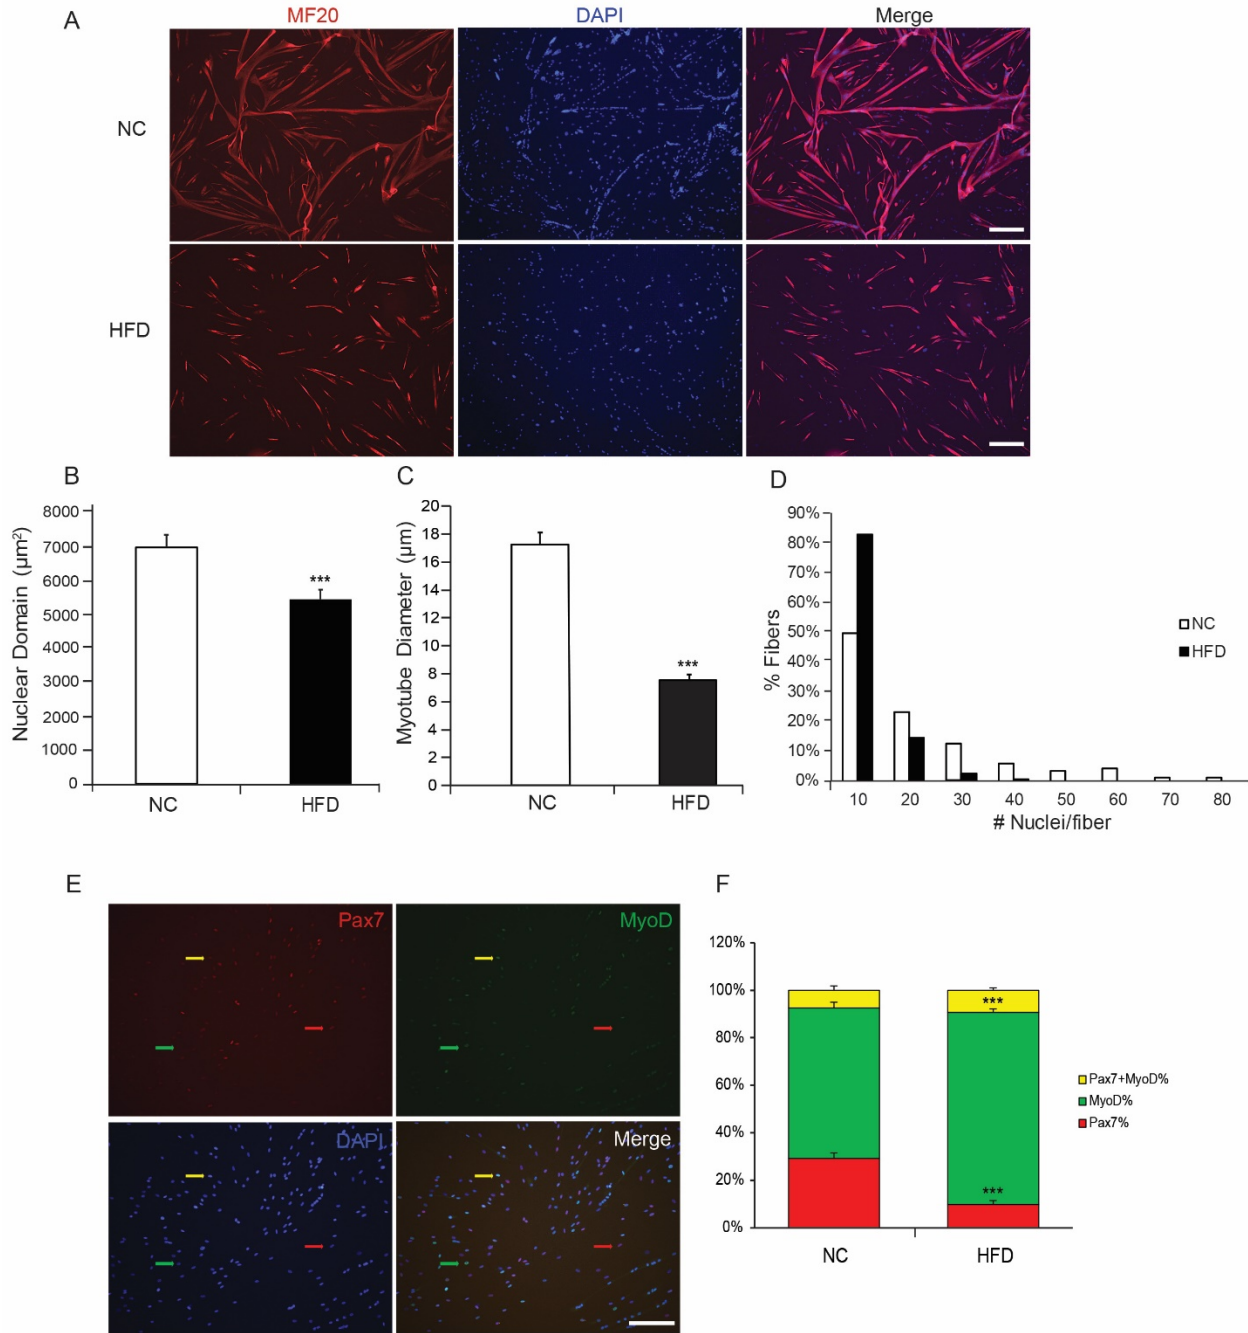 A
MF20
DAPI
Merge
NC
HFD
B
Nuclear Domain (µm²)
8000
7000
6000
5000
4000
3000
2000
1000
0
***
NC
HFD
C
Myotube Diameter (µm)
20
18
16
14
12
10
8
6
4
2
0
***
NC
HFD
D
% Fibers
90%
80%
70%
60%
50%
40%
30%
20%
10%
0%
10 20 30 40 50 60 70 80
# Nuclei/fiber
NC
HFD
E
Pax7
MyoD
DAPI
Merge
F
120%
100%
80%
60%
40%
20%
0%
***
***
NC
HFD
Pax7+MyoD%
MyoD%
Pax7%